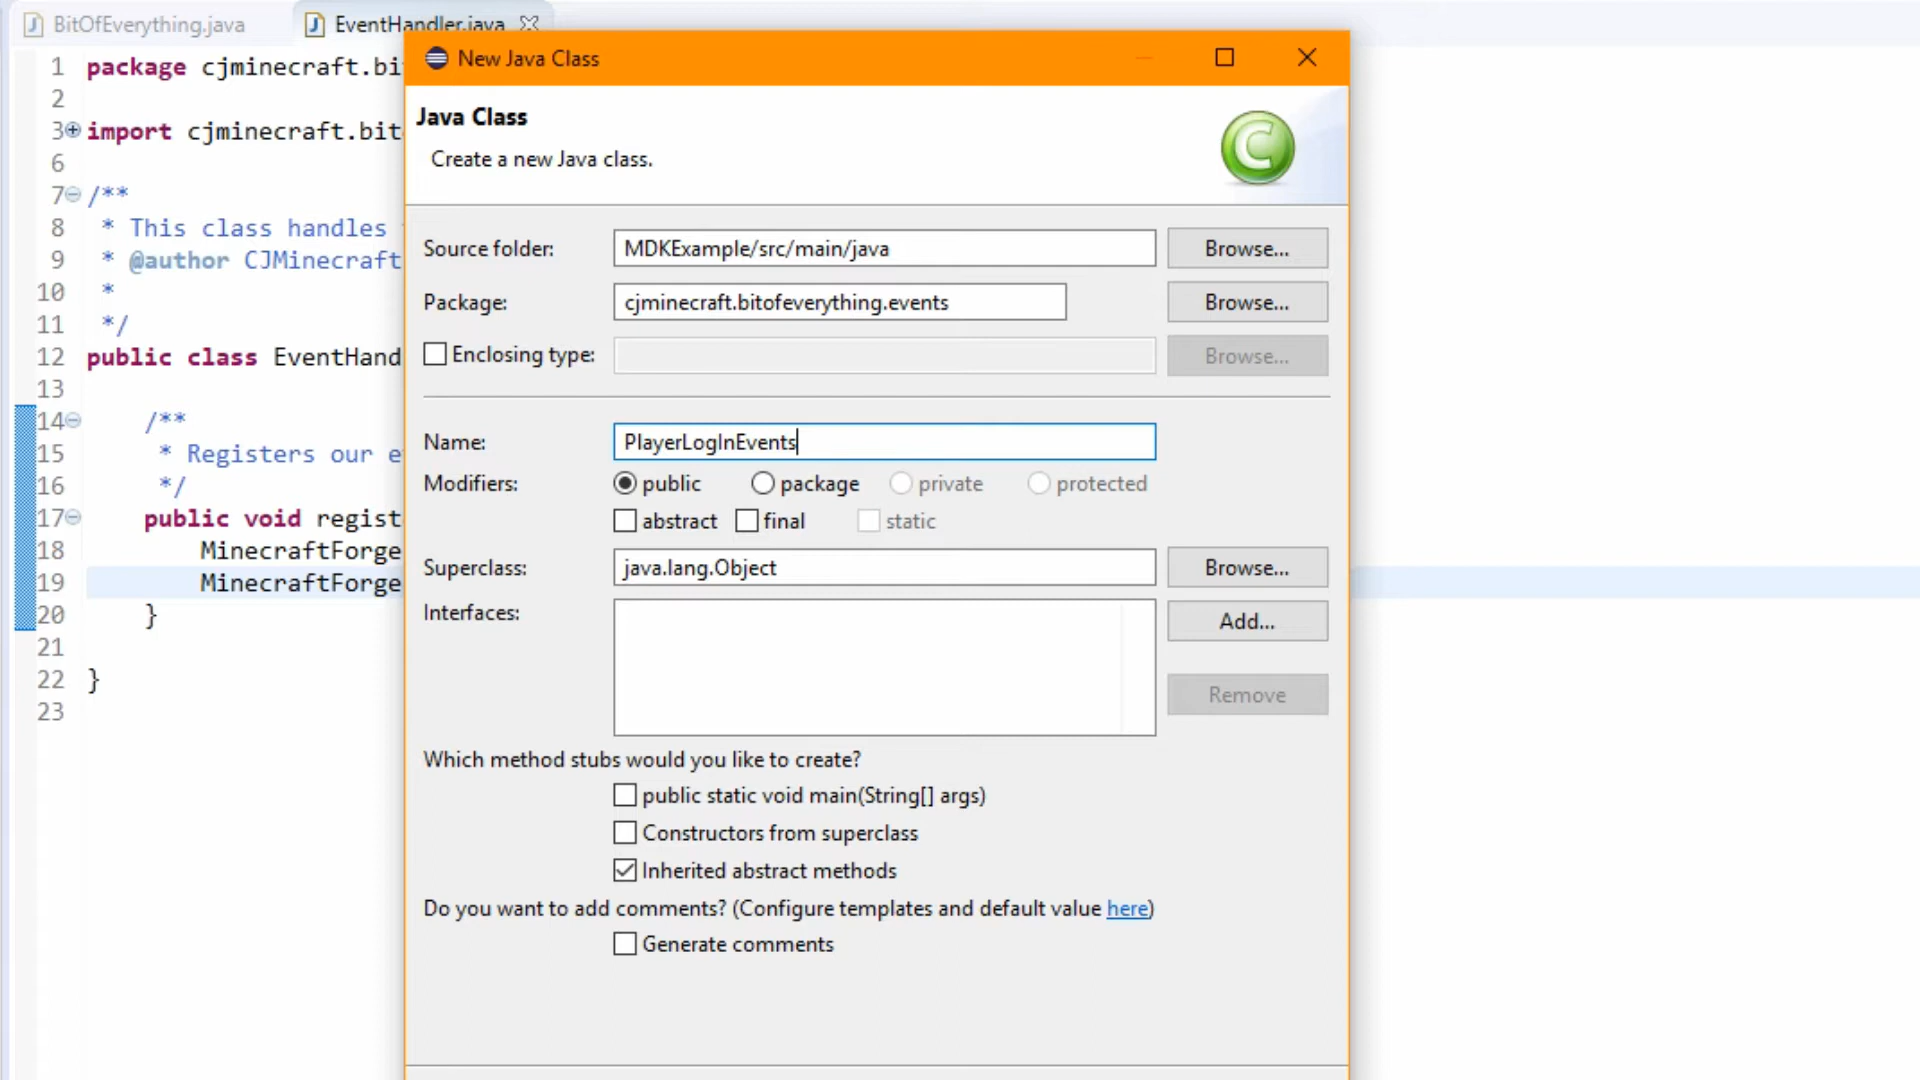 BitOfEverything.java
EventHandler.java
New Java Class
Java Class
Create a new Java class.
Source folder: MDKExample/src/main/java Browse...
Package: cjminecraft.bitofeverything.events Browse...
Enclosing type: Browse...
Name: PlayerLogInEvents
Modifiers: public package private protected
abstract final static
Superclass: java.lang.Object Browse...
Interfaces: Add...
Remove
Which method stubs would you like to create?
public static void main(String[] args)
Constructors from superclass
Inherited abstract methods
Do you want to add comments? (Configure templates and default value here)
Generate comments
1 package cjminecraft.bi
2
3 import cjminecraft.bit
6
7 /**
8 * This class handles
9 * @author CJMinecraft
10 *
11 */
12 public class EventHand
13
14 /**
15 * Registers our e
16 */
17 public void regist
18 MinecraftForge
19 MinecraftForge
20 }
21
22 }
23